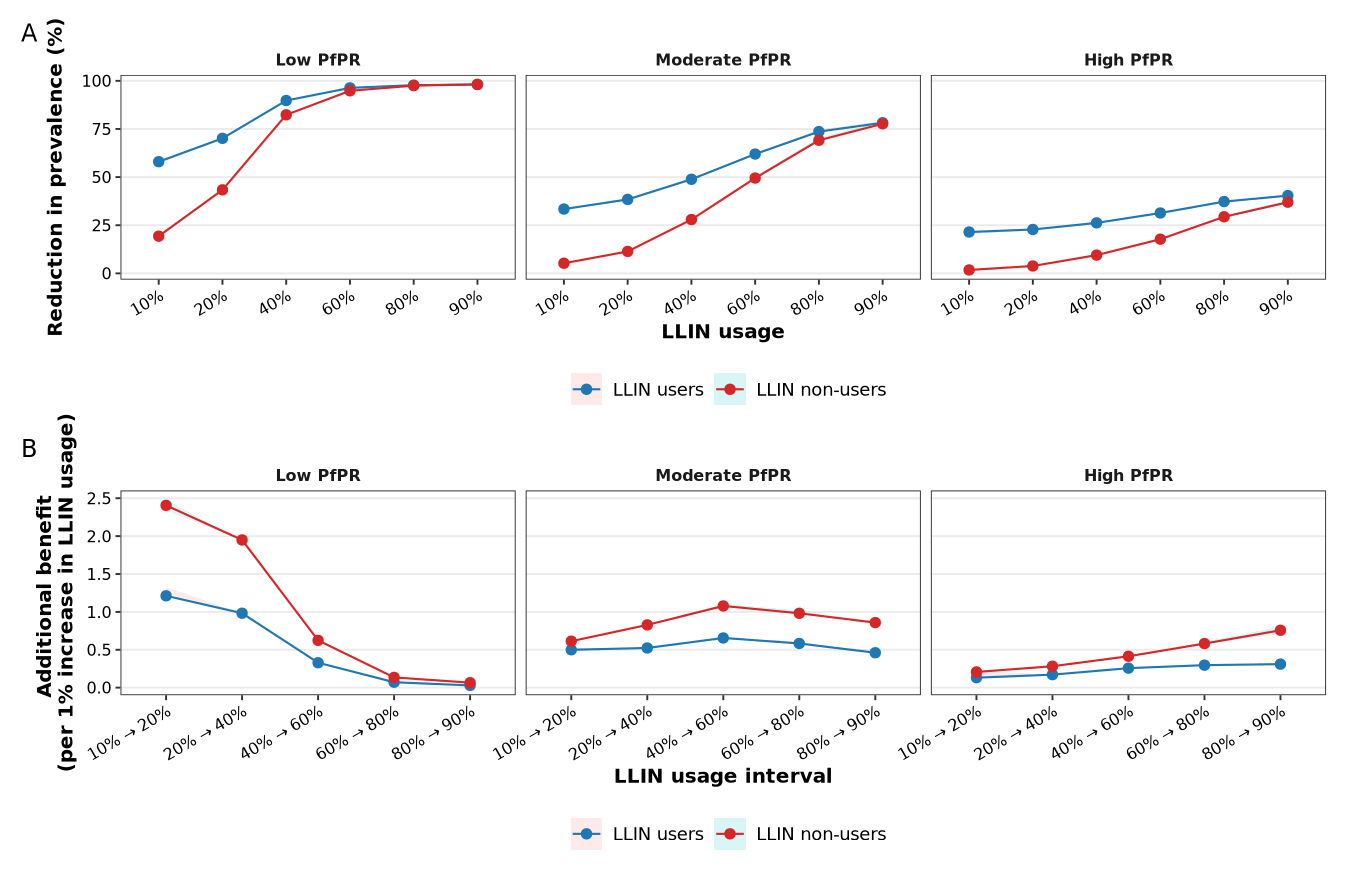 A
Reduction in prevalence (%)
Low PfPR
Moderate PfPR
High PfPR
100
75
50
25
0
10%
20%
40%
60%
80%
90%
10%
20%
40%
60%
80%
90%
10%
20%
40%
60%
80%
90%
LLIN usage
LLIN users
LLIN non-users
B
Additional benefit
(per 1% increase in LLIN usage)
Low PfPR
Moderate PfPR
High PfPR
2.5
2.0
1.5
1.0
0.5
0.0
10% → 20%
20% → 40%
40% → 60%
60% → 80%
80% → 90%
10% → 20%
20% → 40%
40% → 60%
60% → 80%
80% → 90%
10% → 20%
20% → 40%
40% → 60%
60% → 80%
80% → 90%
LLIN usage interval
LLIN users
LLIN non-users